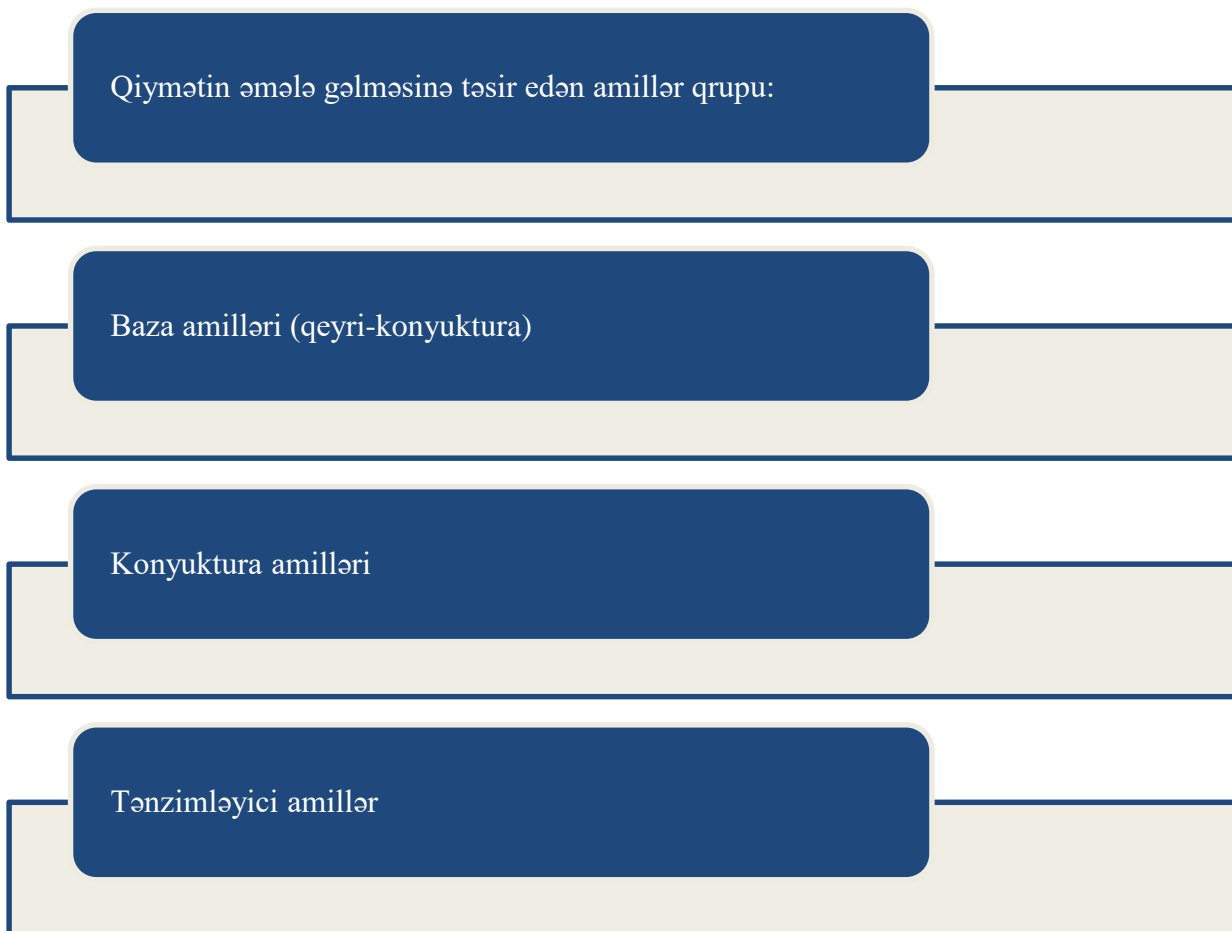 Qiymətin əmələ gəlməsinə təsir edən amillər qrupu:
Baza amilləri (qeyri-konyuktura)
Konyuktura amilləri
Tənzimləyici amillər